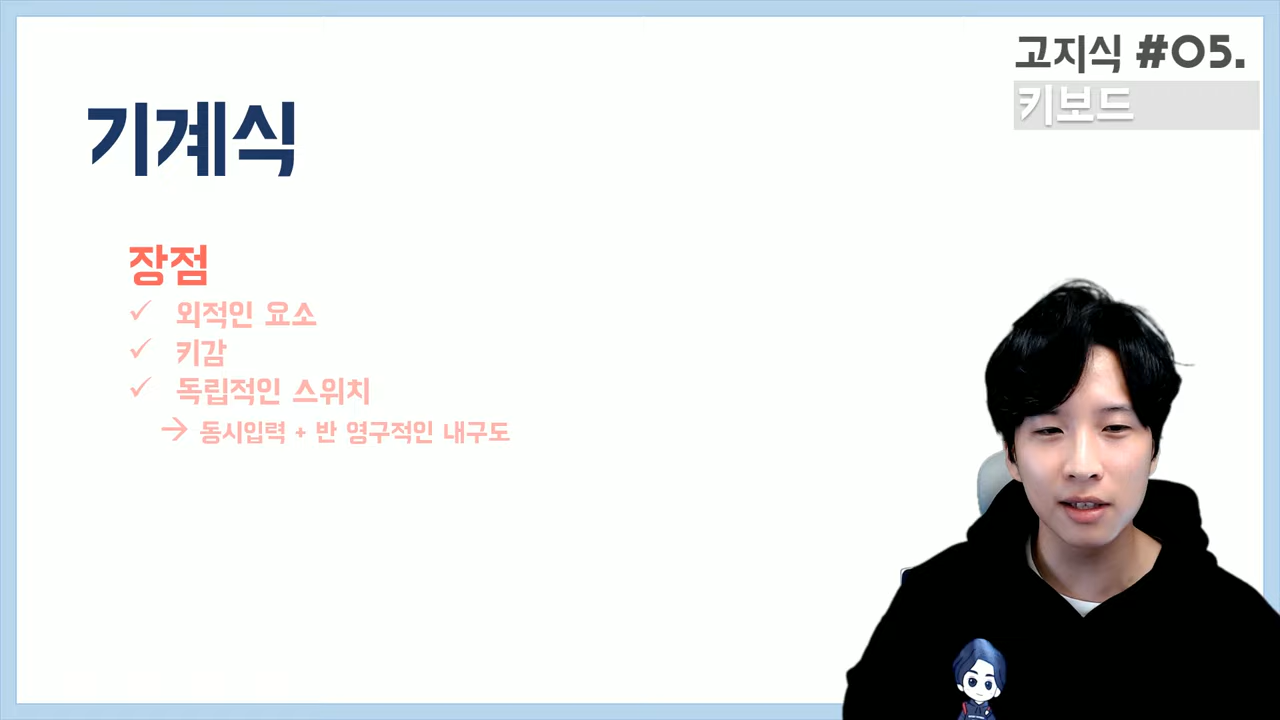 고지식 #05.
키보드
기계식
장점
✓ 외적인 요소
✓ 키감
✓ 독립적인 스위치
→ 동시입력 + 반 영구적인 내구도